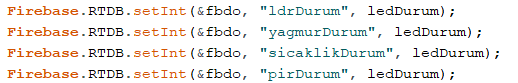 Firebase.RTDB.setInt(&fbdo, "ldrDurum", ledDurum);
Firebase.RTDB.setInt(&fbdo, "yagmurDurum", ledDurum);
Firebase.RTDB.setInt(&fbdo, "sicaklikDurum", ledDurum);
Firebase.RTDB.setInt(&fbdo, "pirDurum", ledDurum);